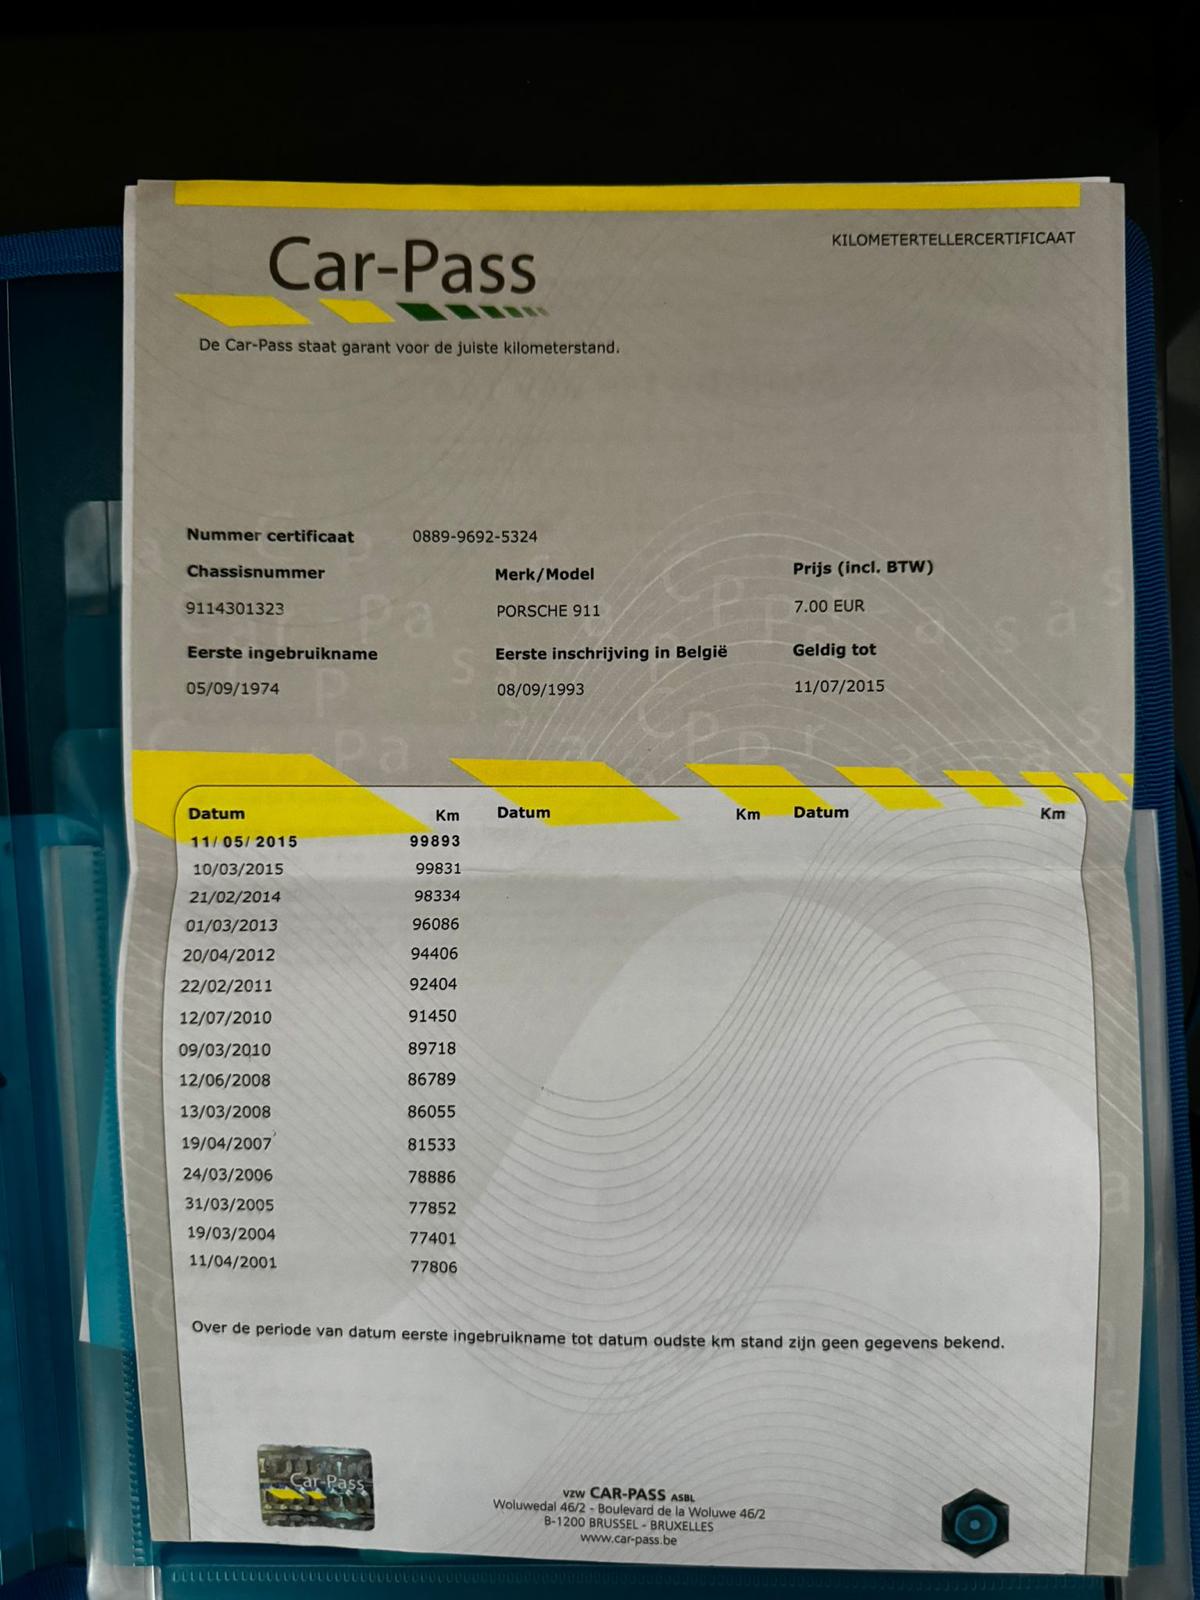 KILOMETERTELLERCERTIFICAAT
Car-Pass
De Car-Pass staat garant voor de juiste kilometerstand.
Nummer certificaat 0889-9692-5324
Chassisnummer Merk/Model Prijs (incl. BTW)
9114301323 PORSCHE 911 7.00 EUR
Eerste ingebruikname Eerste inschrijving in België Geldig tot
05/09/1974 08/09/1993 11/07/2015
Datum Km Datum Km Datum Km
11/05/2015 99893
10/03/2015 99831
21/02/2014 98334
01/03/2013 96086
20/04/2012 94406
22/02/2011 92404
12/07/2010 91450
09/03/2010 89718
12/06/2008 86789
13/03/2008 86055
19/04/2007 81533
24/03/2006 78886
31/03/2005 77852
19/03/2004 77401
11/04/2001 77806
Over de periode van datum eerste ingebruikname tot datum oudste km stand zijn geen gegevens bekend.
Car-Pass
vzw CAR-PASS ASBL
Woluwedal 46/2 - Boulevard de la Woluwe 46/2
B-1200 BRUSSEL - BRUXELLES
www.car-pass.be